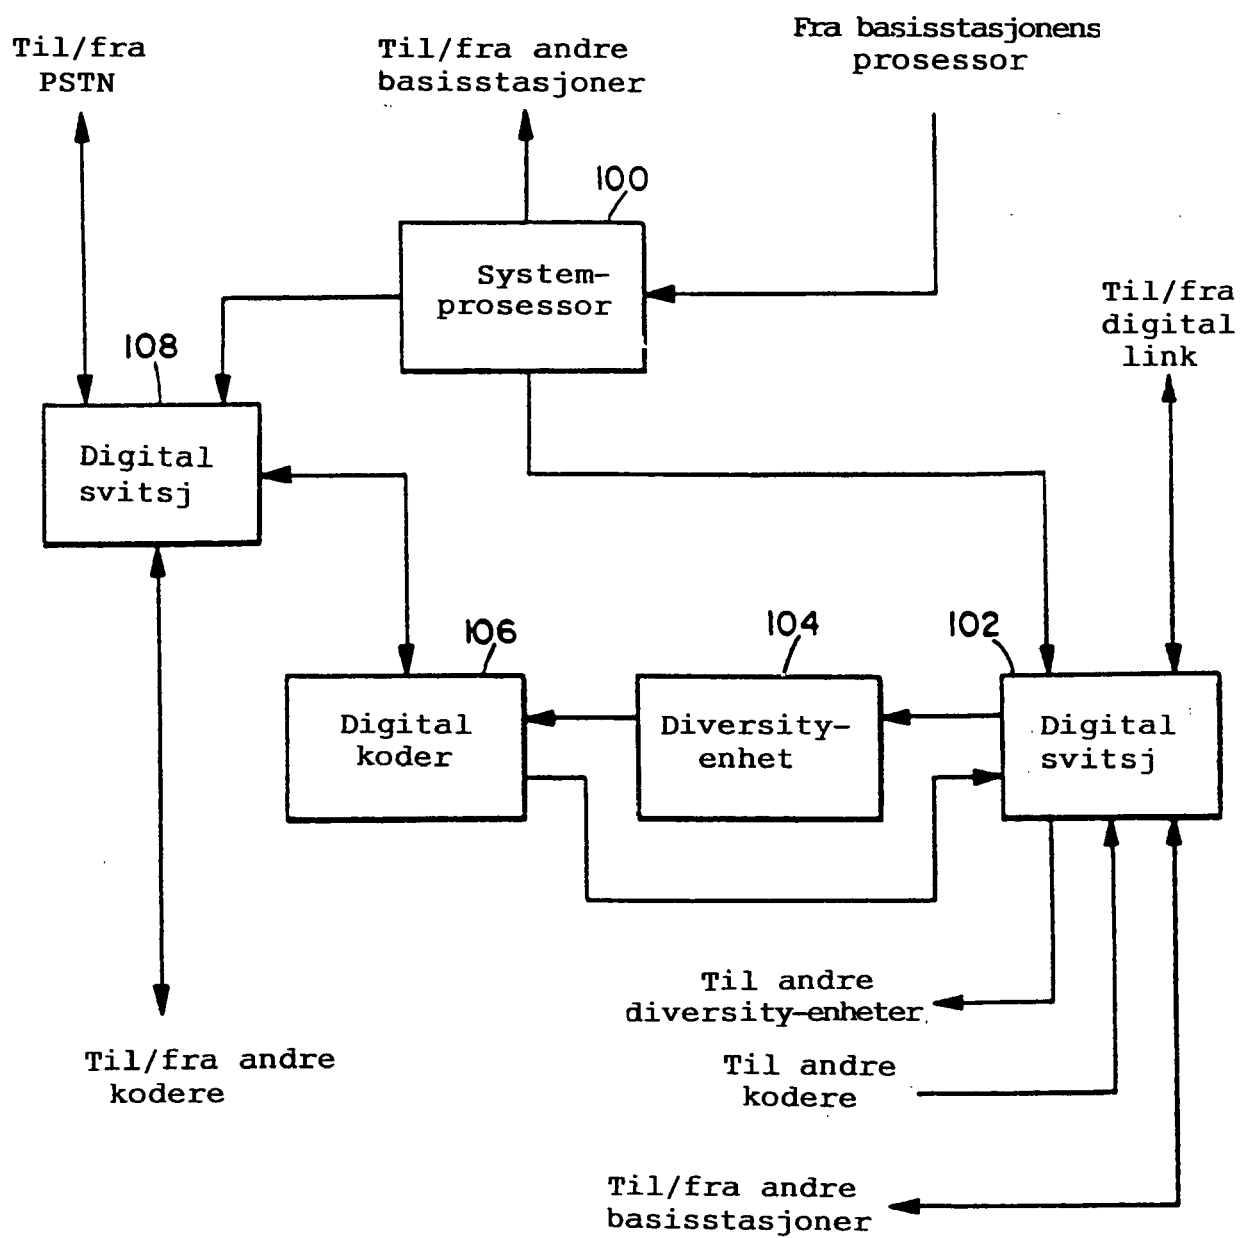 Til/fra
PSTN
Til/fra andre
basisstasjoner
Fra basisstasjonens
prosessor
100
System-
prosessor
Til/fra
digital
link
108
Digital
svitsj
106
Digital
koder
104
Diversity-
enhet
102
Digital
svitsj
Til andre
diversity-enheter
Til/fra andre
kodere
Til andre
kodere
Til/fra andre
basisstasjoner